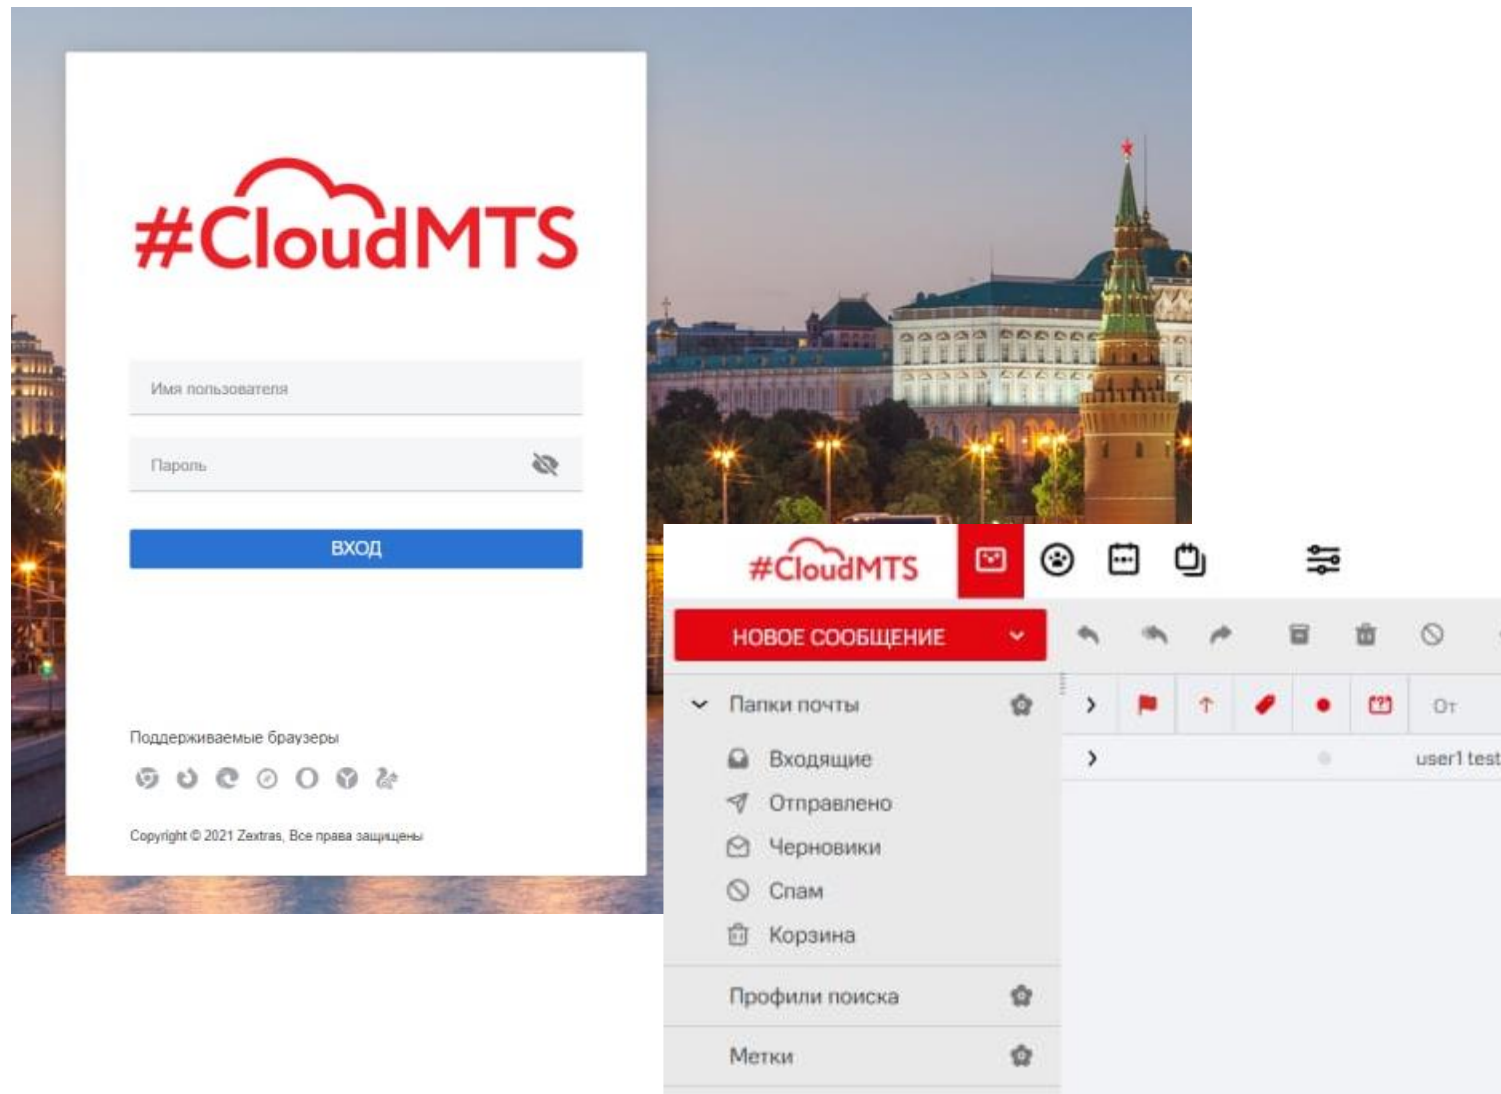 #CloudMTS
Имя пользователя
Пароль
ВХОД
Поддерживаемые браузеры
Copyright © 2021 Zextras, Все права защищены
#CloudMTS
НОВОЕ СООБЩЕНИЕ
Папки почты
От
Входящие
user1 test
Отправлено
Черновики
Спам
Корзина
Профили поиска
Метки